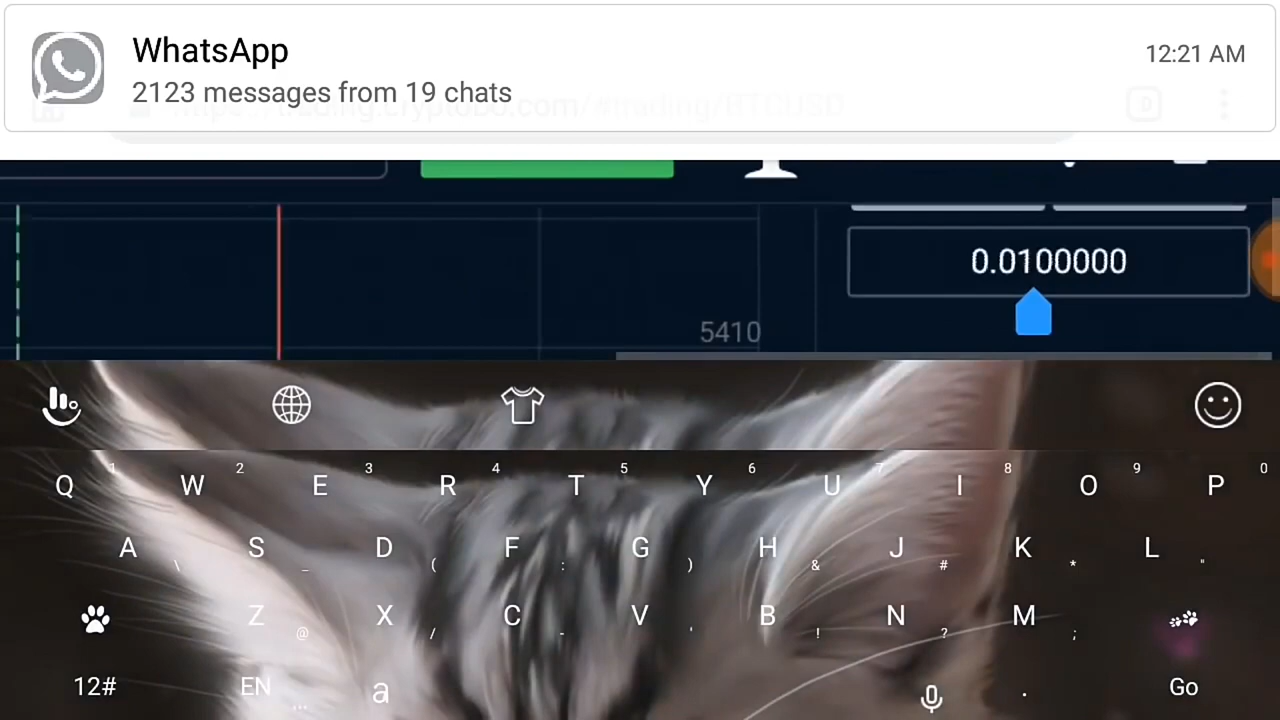 WhatsApp
12:21 AM
2123 messages from 19 chats
0.0100000
5410
1 2 3 4 5 6 7 8 9 0
Q W E R T Y U I O P
A S D F G H J K L
\ _ ( : ) & # * "
Z X C V B N M
@ / - ' ! ? ;
12# EN a . Go
...